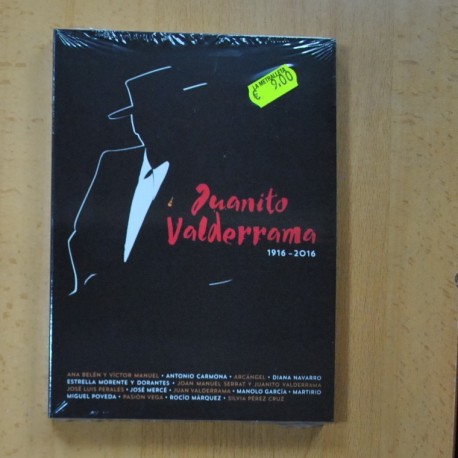 LA METRALLETA
€ 9,00
Juanito
Valderrama
1916 - 2016
ANA BELÉN Y VÍCTOR MANUEL • ANTONIO CARMONA • ARCÁNGEL • DIANA NAVARRO
ESTRELLA MORENTE Y DORANTES • JOAN MANUEL SERRAT Y JUANITO VALDERRAMA
JOSÉ LUIS PERALES • JOSÉ MERCÉ • JUAN VALDERRAMA • MANOLO GARCÍA • MARTIRIO
MIGUEL POVEDA • PASIÓN VEGA • ROCÍO MÁRQUEZ • SILVIA PÉREZ CRUZ